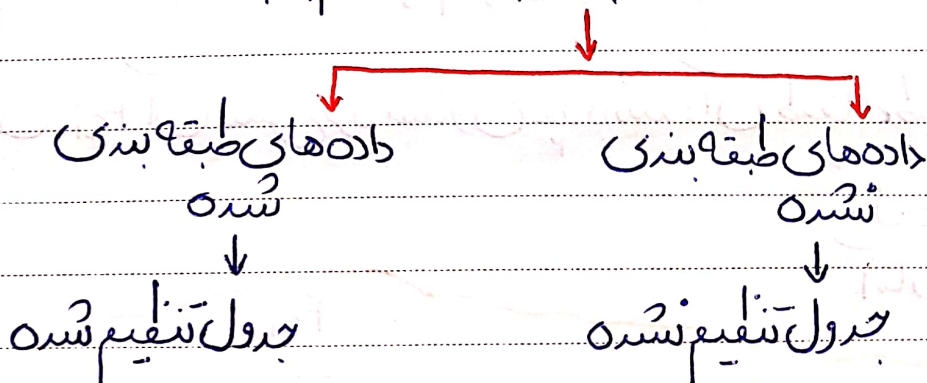 داده‌های طبقه بندی
نشده
جدول تنظیم نشده
داده‌های طبقه بندی
شده
جدول تنظیم شده